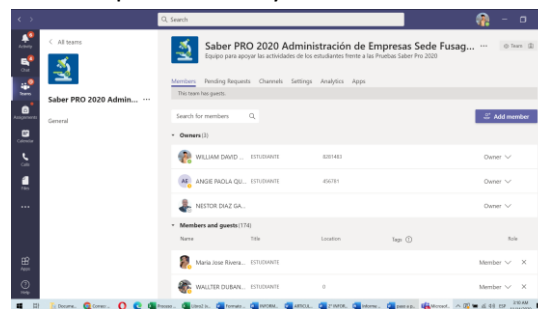 Search
Activity
Chat
Teams
Assignments
Calendar
Calls
Files
Apps
Help
All teams
Saber PRO 2020 Admin...
General
Saber PRO 2020 Administración de Empresas Sede Fusag...
Team
Equipo para apoyar las actividades de los estudiantes frente a las Pruebas Saber Pro 2020
Members Pending Requests Channels Settings Analytics Apps
This team has guests.
Search for members
Add member
Owners (3)
WILLIAM DAVID ... ESTUDIANTE Owner
AF ANGIE PAOLA QU... ESTUDIANTE 456781 Owner
NESTOR DIAZ GA... Owner
Members and guests (174)
Name Title Location Tags Role
Maria Jose Rivera... ESTUDIANTE Member
WALLTER DUBAN... ESTUDIANTE 0 Member